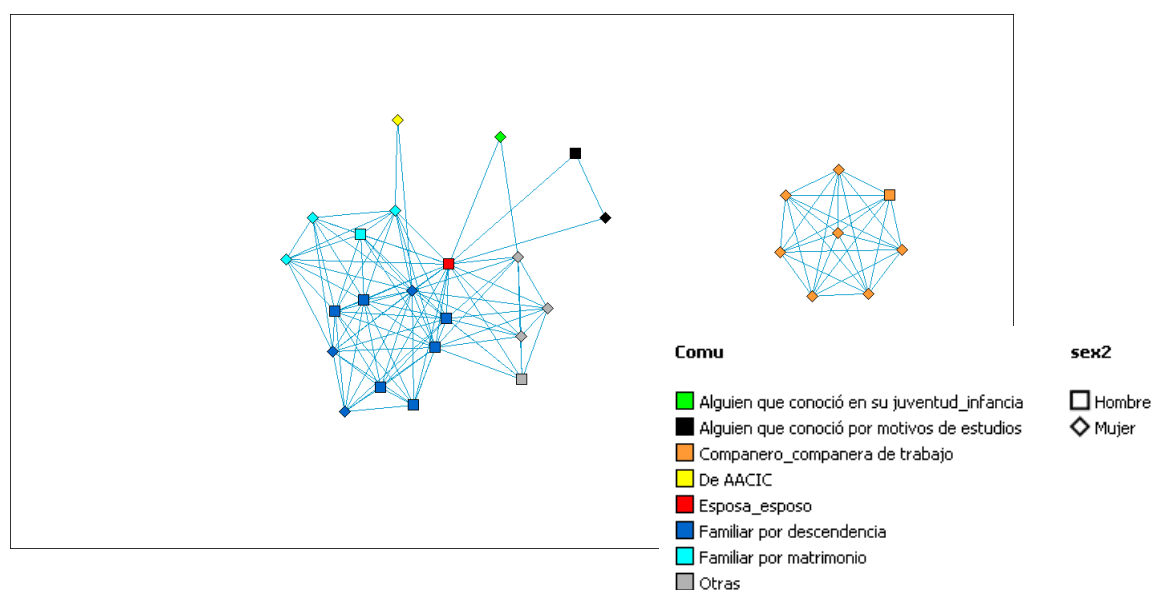 Comu
Alguien que conoció en su juventud_infancia
Alguien que conoció por motivos de estudios
Companero_companera de trabajo
De AACIC
Esposa_esposo
Familiar por descendencia
Familiar por matrimonio
Otras
sex2
Hombre
Mujer